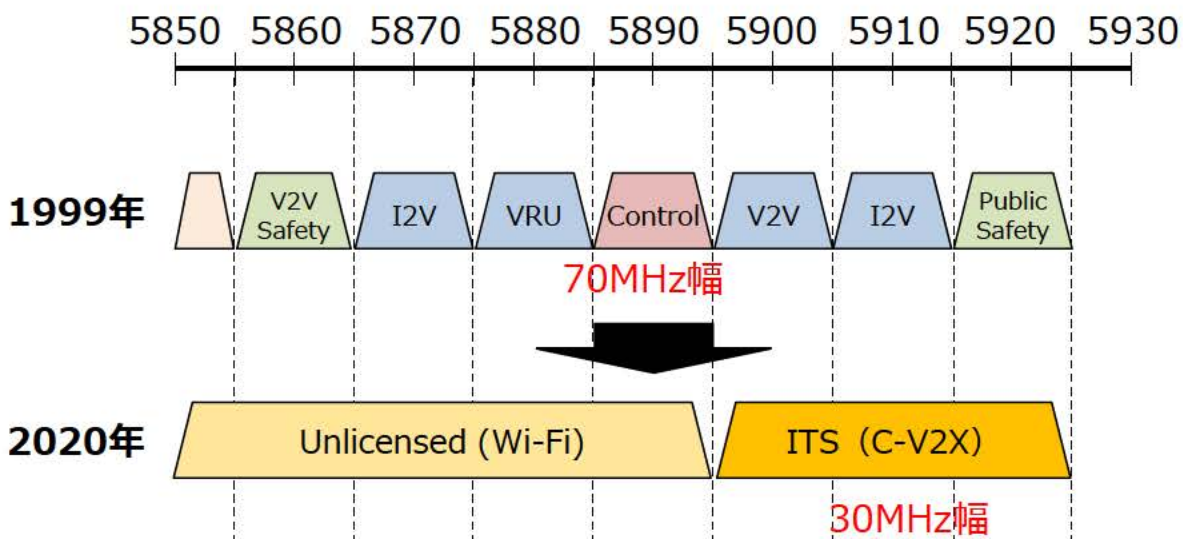 5850 5860 5870 5880 5890 5900 5910 5920 5930
1999年
V2V
Safety
I2V
VRU
Control
V2V
I2V
Public
Safety
70MHz幅
2020年
Unlicensed (Wi-Fi)
ITS（C-V2X）
30MHz幅